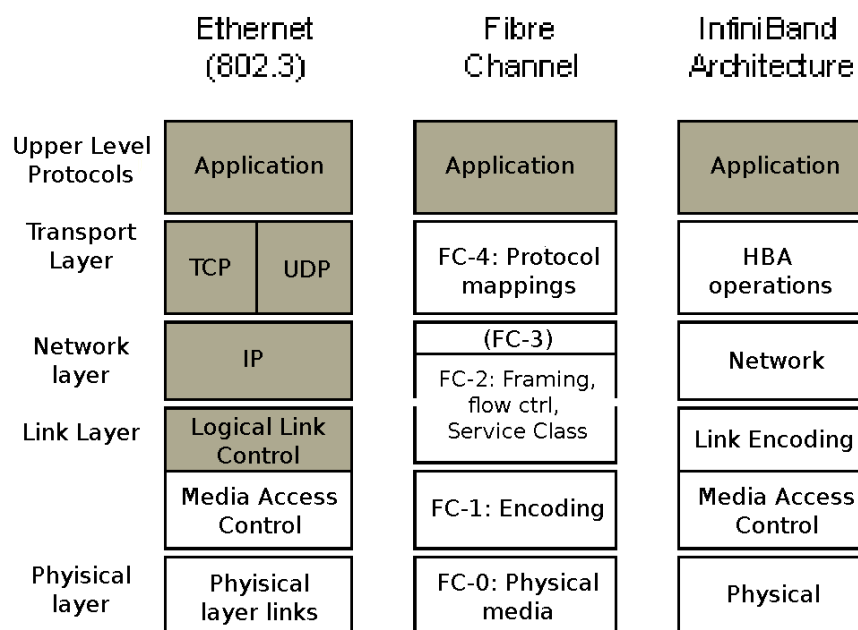 Ethernet
(802.3)
Fibre
Channel
InfiniBand
Architecture
Upper Level
Protocols
Application
Application
Application
Transport
Layer
TCP
UDP
FC-4: Protocol
mappings
HBA
operations
Network
layer
IP
(FC-3)
FC-2: Framing,
flow ctrl,
Service Class
Network
Link Layer
Logical Link
Control
Link Encoding
Media Access
Control
FC-1: Encoding
Media Access
Control
Phyisical
layer
Phyisical
layer links
FC-0: Physical
media
Physical